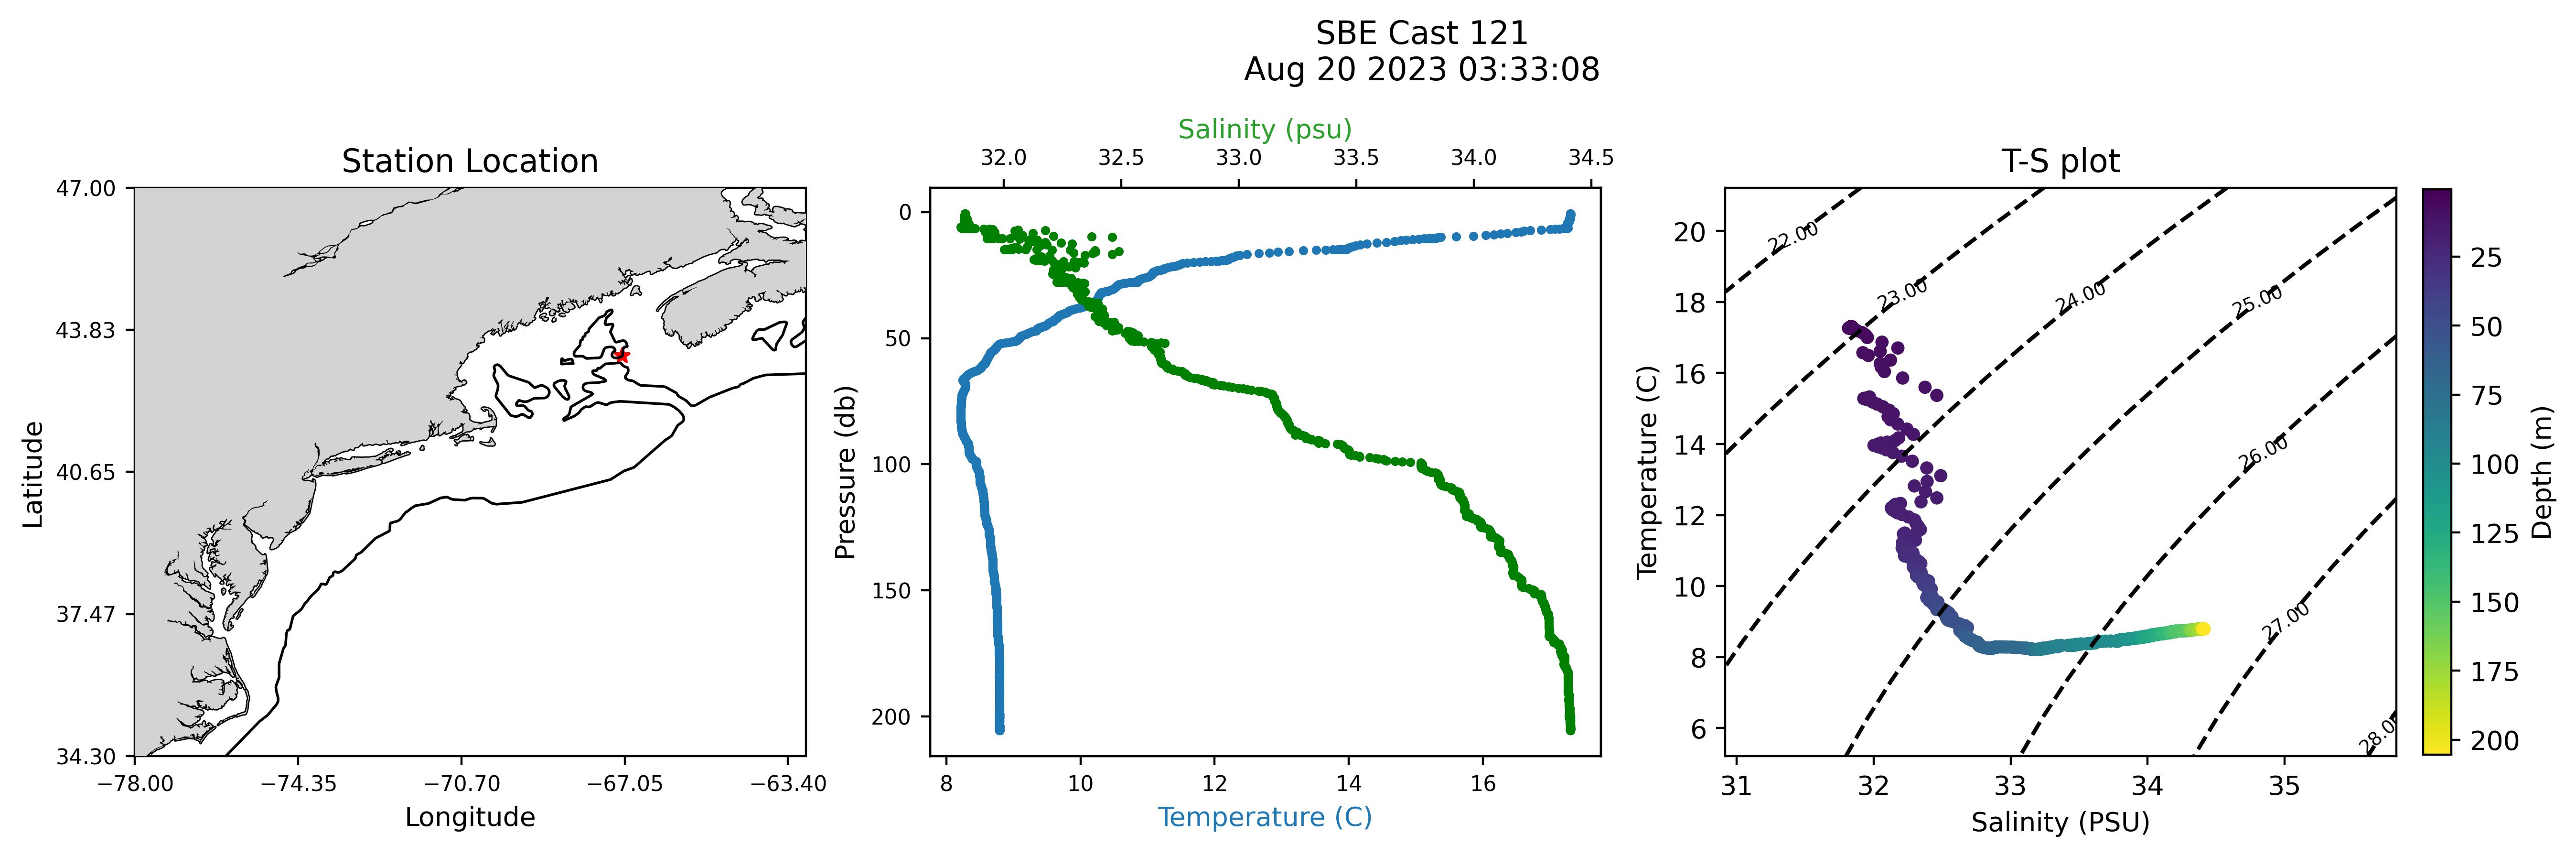 SBE Cast 121
Aug 20 2023 03:33:08
Station Location
47.00
43.83
40.65
37.47
34.30
Latitude
−78.00 −74.35 −70.70 −67.05 −63.40
Longitude
Salinity (psu)
32.0 32.5 33.0 33.5 34.0 34.5
0
50
100
150
200
Pressure (db)
8 10 12 14 16
Temperature (C)
T-S plot
20
18
16
14
12
10
8
6
Temperature (C)
22.00
23.00
24.00
25.00
26.00
27.00
28.0
31 32 33 34 35
Salinity (PSU)
25
50
75
100
125
150
175
200
Depth (m)